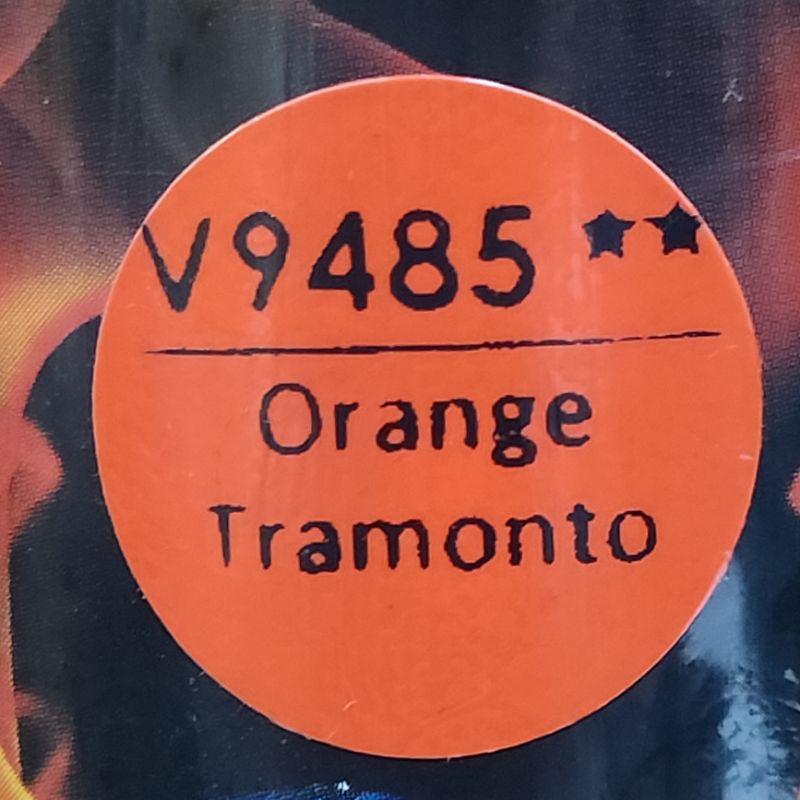 V9485 ★★
Orange
Tramonto